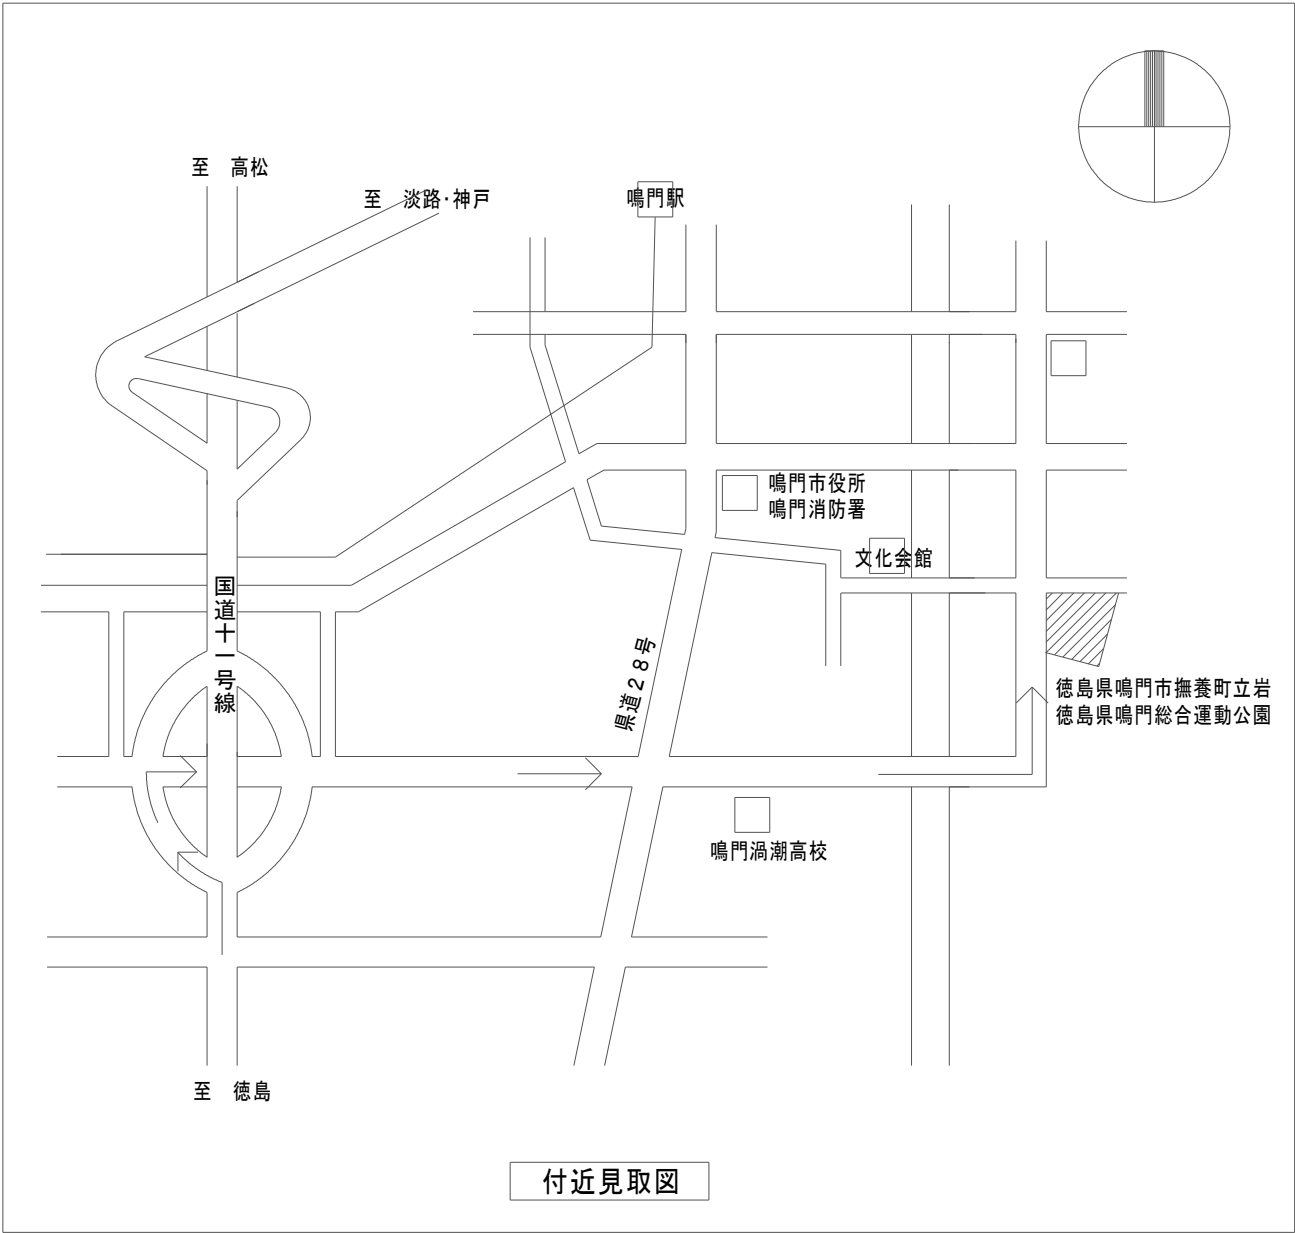 至　高松
至　淡路・神戸
鳴門駅
鳴門市役所
鳴門消防署
文化会館
国道十一号線
県道28号
徳島県鳴門市撫養町立岩
徳島県鳴門総合運動公園
鳴門渦潮高校
至　徳島
付近見取図